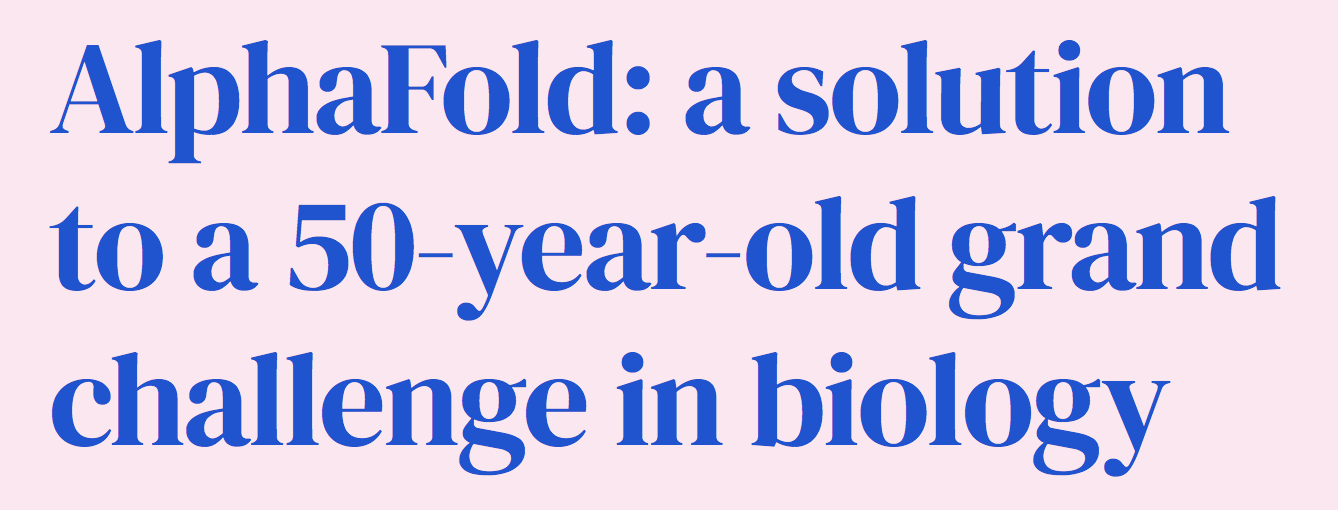 AlphaFold: a solution
to a 50-year-old grand
challenge in biology